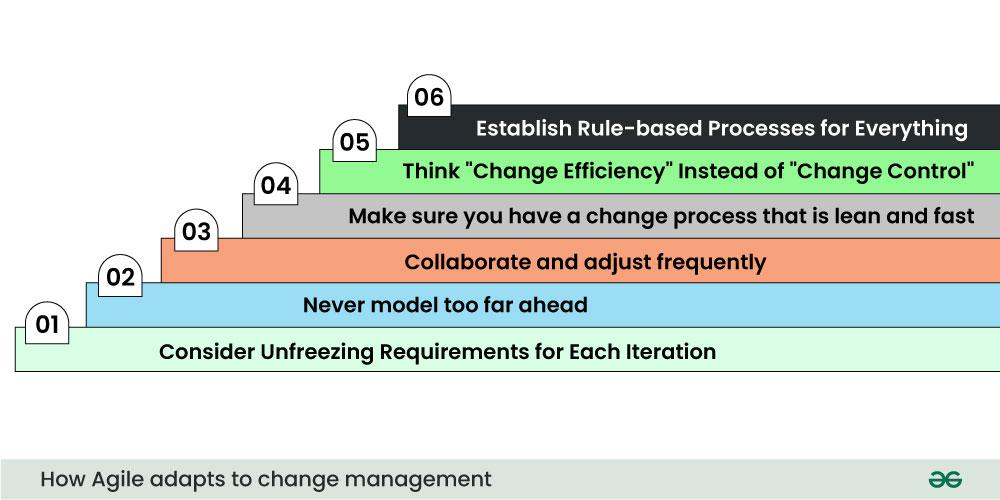 06
Establish Rule-based Processes for Everything
05
Think "Change Efficiency" Instead of "Change Control"
04
Make sure you have a change process that is lean and fast
03
Collaborate and adjust frequently
02
Never model too far ahead
01
Consider Unfreezing Requirements for Each Iteration
How Agile adapts to change management